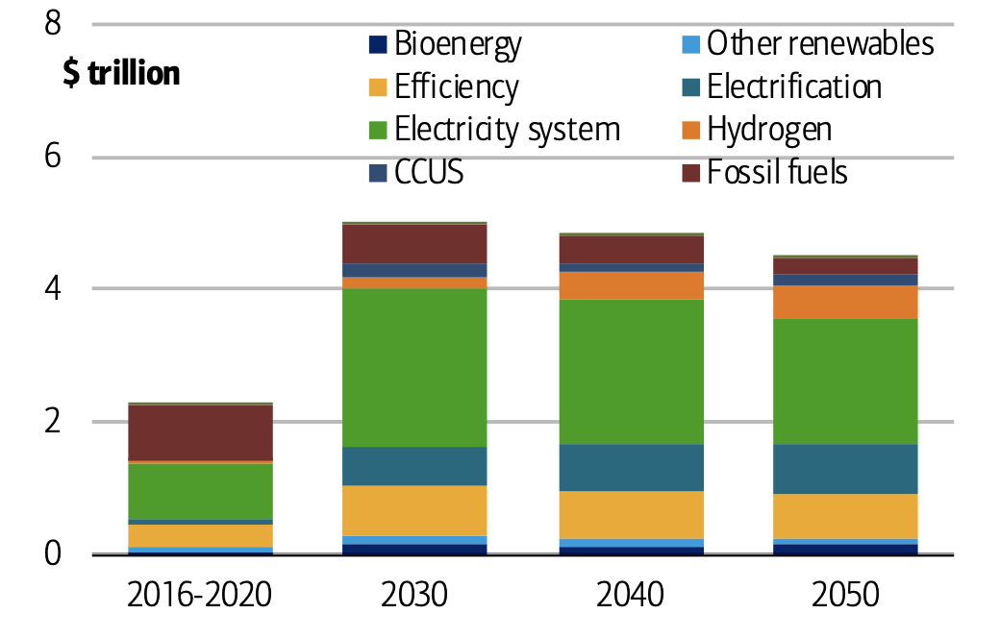 8
$ trillion
Bioenergy
Other renewables
Efficiency
Electrification
Electricity system
Hydrogen
6
CCUS
Fossil fuels
4
2
0
2016-2020
2030
2040
2050